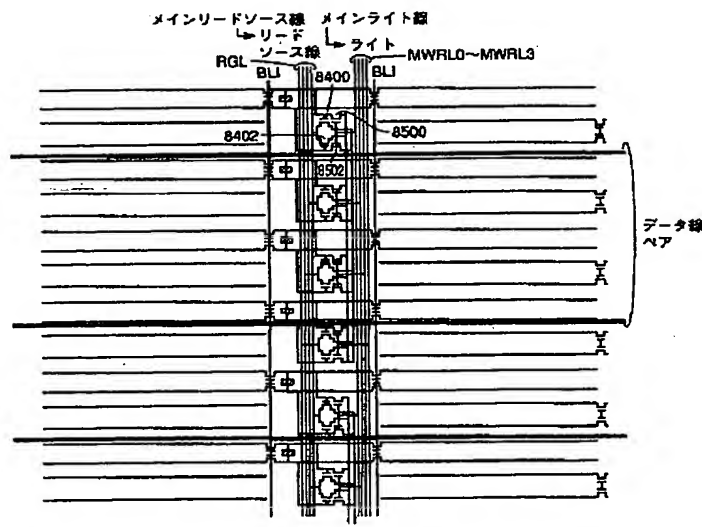 メインリードソース線 メインライト線
リード
ソース線
ライト
MWRL0〜MWRL3
RGL
BLI
8400
BLI
8402
8500
8502
データ線
ペア